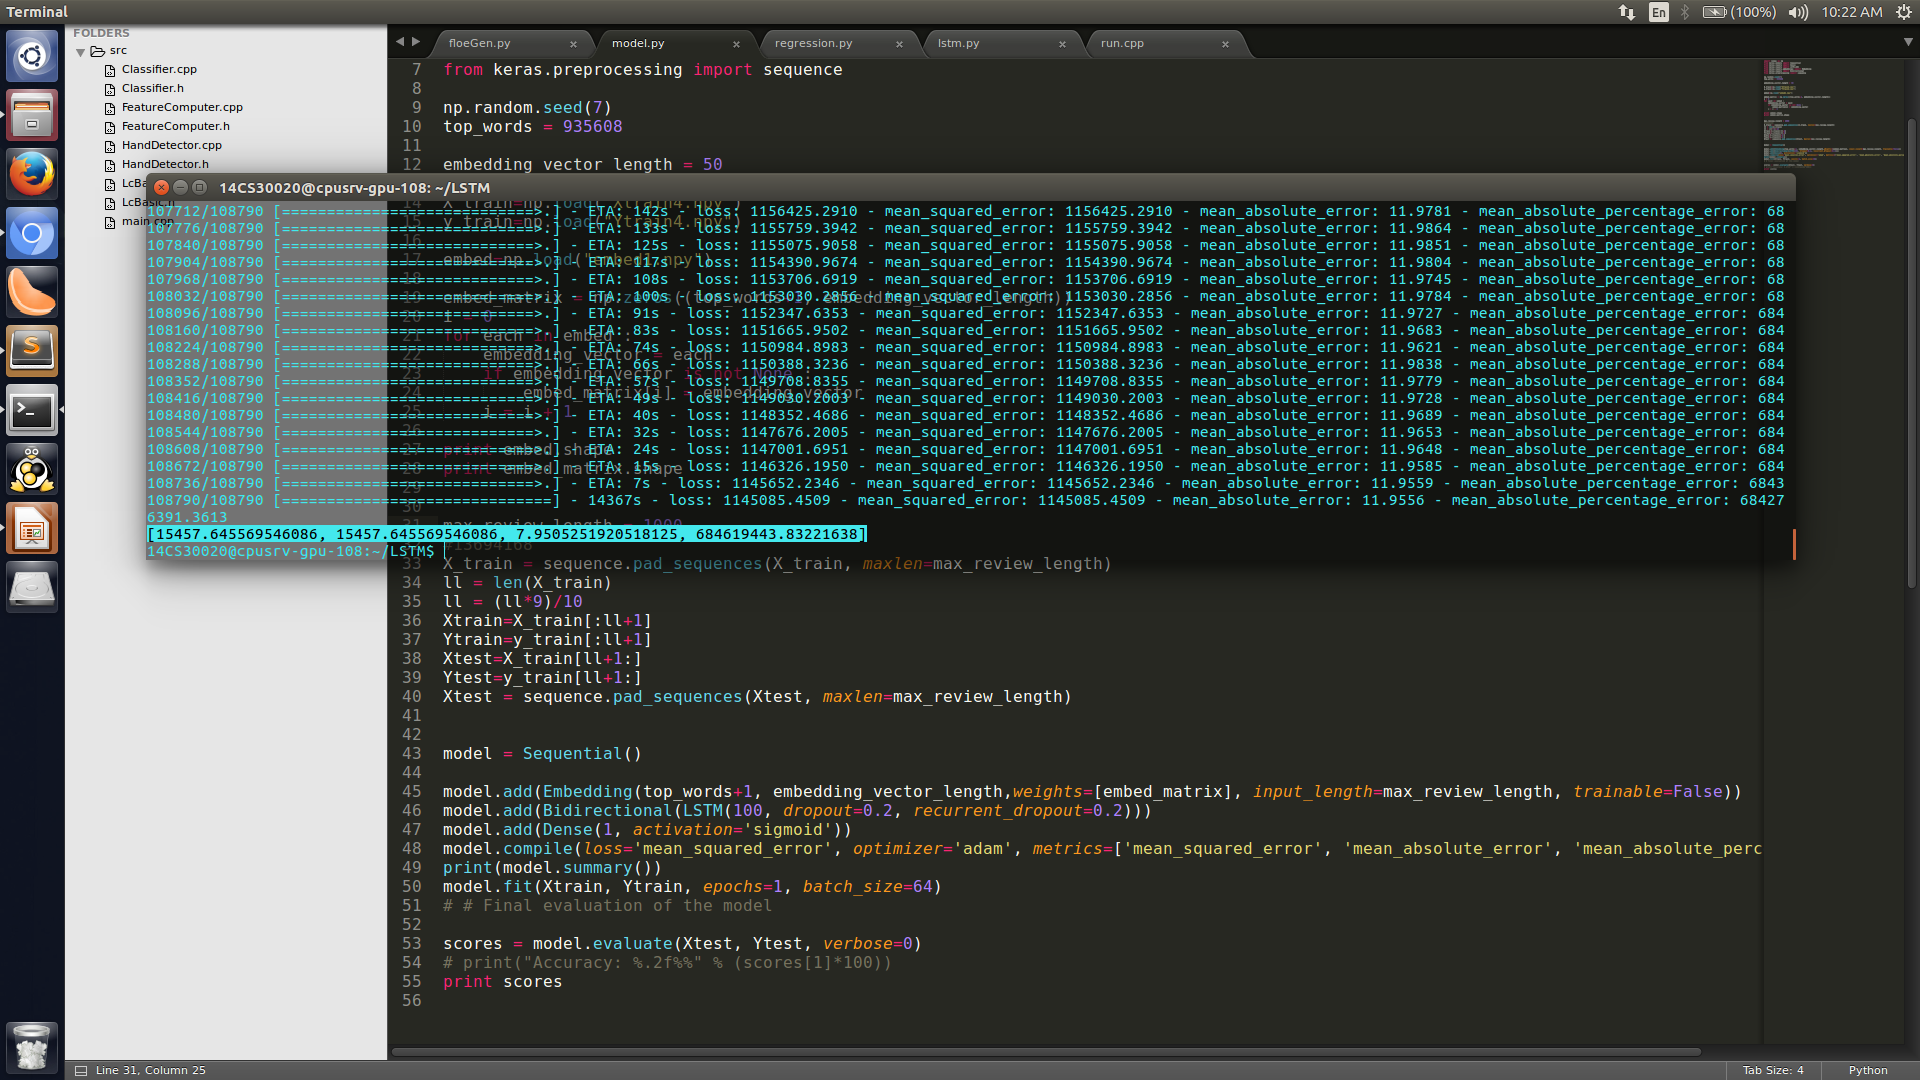 Terminal
En
(100%)
10:22 AM
FOLDERS
src
Classifier.cpp
Classifier.h
FeatureComputer.cpp
FeatureComputer.h
HandDetector.cpp
HandDetector.h
main.cpp
floeGen.py
model.py
regression.py
lstm.py
run.cpp
7 from keras.preprocessing import sequence
8
9 np.random.seed(7)
10 top_words = 935608
11
12 embedding_vector_length = 50
14CS30020@cpusrv-gpu-108: ~/LSTM
107712/108790 [============================>.] - ETA: 142s - loss: 1156425.2910 - mean_squared_error: 1156425.2910 - mean_absolute_error: 11.9781 - mean_absolute_percentage_error: 68
107776/108790 [============================>.] - ETA: 133s - loss: 1155759.3942 - mean_squared_error: 1155759.3942 - mean_absolute_error: 11.9864 - mean_absolute_percentage_error: 68
107840/108790 [============================>.] - ETA: 125s - loss: 1155075.9058 - mean_squared_error: 1155075.9058 - mean_absolute_error: 11.9851 - mean_absolute_percentage_error: 68
107904/108790 [============================>.] - ETA: 117s - loss: 1154390.9674 - mean_squared_error: 1154390.9674 - mean_absolute_error: 11.9804 - mean_absolute_percentage_error: 68
107968/108790 [============================>.] - ETA: 108s - loss: 1153706.6919 - mean_squared_error: 1153706.6919 - mean_absolute_error: 11.9745 - mean_absolute_percentage_error: 68
108032/108790 [============================>.] - ETA: 100s - loss: 1153030.2856 - mean_squared_error: 1153030.2856 - mean_absolute_error: 11.9784 - mean_absolute_percentage_error: 68
108096/108790 [============================>.] - ETA: 91s - loss: 1152347.6353 - mean_squared_error: 1152347.6353 - mean_absolute_error: 11.9727 - mean_absolute_percentage_error: 684
108160/108790 [============================>.] - ETA: 83s - loss: 1151665.9502 - mean_squared_error: 1151665.9502 - mean_absolute_error: 11.9683 - mean_absolute_percentage_error: 684
108224/108790 [============================>.] - ETA: 74s - loss: 1150984.8983 - mean_squared_error: 1150984.8983 - mean_absolute_error: 11.9621 - mean_absolute_percentage_error: 684
108288/108790 [============================>.] - ETA: 66s - loss: 1150388.3236 - mean_squared_error: 1150388.3236 - mean_absolute_error: 11.9838 - mean_absolute_percentage_error: 684
108352/108790 [============================>.] - ETA: 57s - loss: 1149708.8355 - mean_squared_error: 1149708.8355 - mean_absolute_error: 11.9779 - mean_absolute_percentage_error: 684
108416/108790 [============================>.] - ETA: 49s - loss: 1149030.2003 - mean_squared_error: 1149030.2003 - mean_absolute_error: 11.9728 - mean_absolute_percentage_error: 684
108480/108790 [============================>.] - ETA: 40s - loss: 1148352.4686 - mean_squared_error: 1148352.4686 - mean_absolute_error: 11.9689 - mean_absolute_percentage_error: 684
108544/108790 [============================>.] - ETA: 32s - loss: 1147676.2005 - mean_squared_error: 1147676.2005 - mean_absolute_error: 11.9653 - mean_absolute_percentage_error: 684
108608/108790 [============================>.] - ETA: 24s - loss: 1147001.6951 - mean_squared_error: 1147001.6951 - mean_absolute_error: 11.9648 - mean_absolute_percentage_error: 684
108672/108790 [============================>.] - ETA: 15s - loss: 1146326.1950 - mean_squared_error: 1146326.1950 - mean_absolute_error: 11.9585 - mean_absolute_percentage_error: 684
108736/108790 [============================>.] - ETA: 7s - loss: 1145652.2346 - mean_squared_error: 1145652.2346 - mean_absolute_error: 11.9559 - mean_absolute_percentage_error: 6843
108790/108790 [==============================] - 14367s - loss: 1145085.4509 - mean_squared_error: 1145085.4509 - mean_absolute_error: 11.9556 - mean_absolute_percentage_error: 68427
6391.3613
[15457.645569546086, 15457.645569546086, 7.9505251920518125, 684619443.83221638]
14CS30020@cpusrv-gpu-108:~/LSTM$
33 X_train = sequence.pad_sequences(X_train, maxlen=max_review_length)
34 ll = len(X_train)
35 ll = (ll*9)/10
36 Xtrain=X_train[:ll+1]
37 Ytrain=y_train[:ll+1]
38 Xtest=X_train[ll+1:]
39 Ytest=y_train[ll+1:]
40 Xtest = sequence.pad_sequences(Xtest, maxlen=max_review_length)
41
42
43 model = Sequential()
44
45 model.add(Embedding(top_words+1, embedding_vector_length,weights=[embed_matrix], input_length=max_review_length, trainable=False))
46 model.add(Bidirectional(LSTM(100, dropout=0.2, recurrent_dropout=0.2)))
47 model.add(Dense(1, activation='sigmoid'))
48 model.compile(loss='mean_squared_error', optimizer='adam', metrics=['mean_squared_error', 'mean_absolute_error', 'mean_absolute_perc
49 print(model.summary())
50 model.fit(Xtrain, Ytrain, epochs=1, batch_size=64)
51 # # Final evaluation of the model
52
53 scores = model.evaluate(Xtest, Ytest, verbose=0)
54 # print("Accuracy: %.2f%%" % (scores[1]*100))
55 print scores
56
Line 31, Column 25
Tab Size: 4
Python